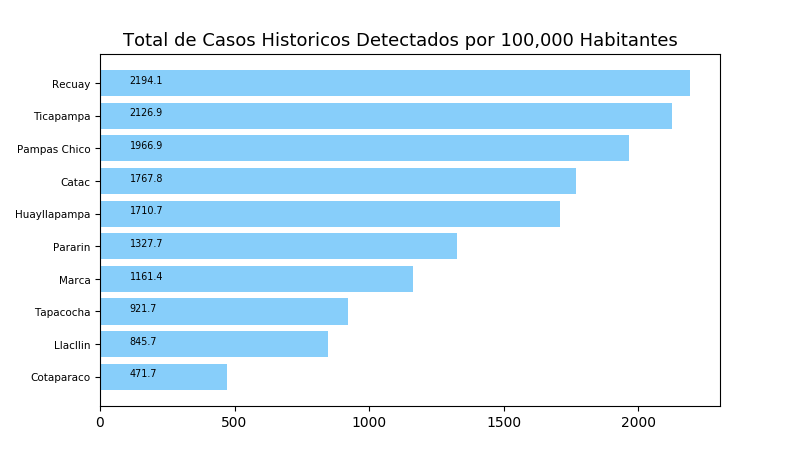 Total de Casos Historicos Detectados por 100,000 Habitantes
Recuay 2194.1
Ticapampa 2126.9
Pampas Chico 1966.9
Catac 1767.8
Huayllapampa 1710.7
Pararin 1327.7
Marca 1161.4
Tapacocha 921.7
Llacllin 845.7
Cotaparaco 471.7
0 500 1000 1500 2000